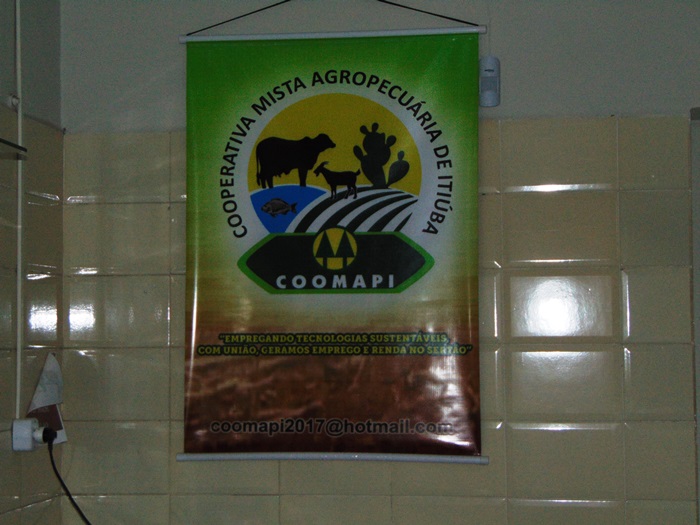 COOPERATIVA MISTA AGROPECUÁRIA DE ITIÚBA
COOMAPI
"EMPREGANDO TECNOLOGIAS SUSTENTÁVEIS,
COM UNIÃO, GERAMOS EMPREGO E RENDA NO SERTÃO"
coomapi2017@hotmail.com